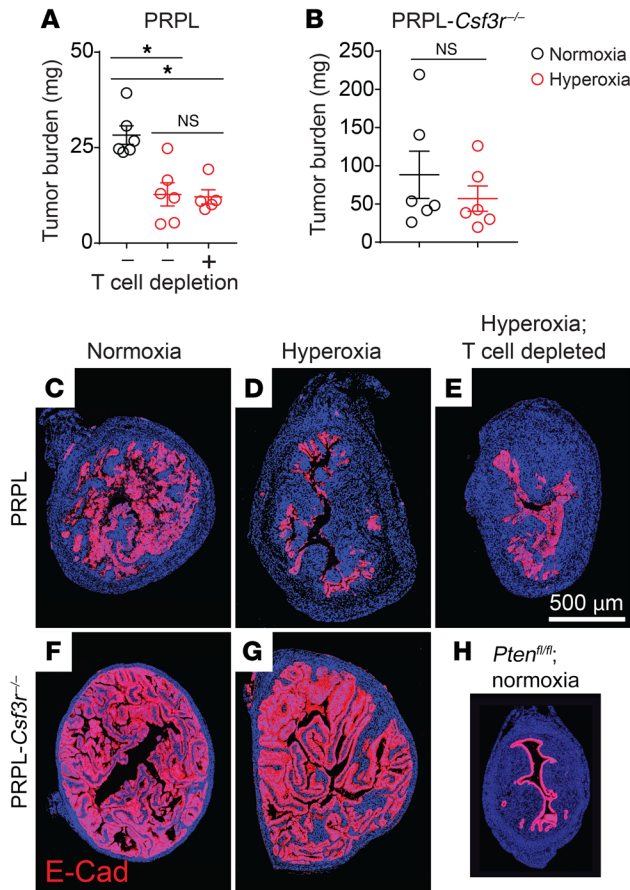 A PRPL
Tumor burden (mg)
50
25
0
*
*
NS
– – +
T cell depletion
B PRPL-Csf3r–/–
Tumor burden (mg)
250
200
150
100
50
0
NS
Normoxia
Hyperoxia
Normoxia
Hyperoxia
Hyperoxia;
T cell depleted
PRPL
C
D
E
500 µm
PRPL-Csf3r–/–
F
G
E-Cad
H Ptenfl/fl;
normoxia